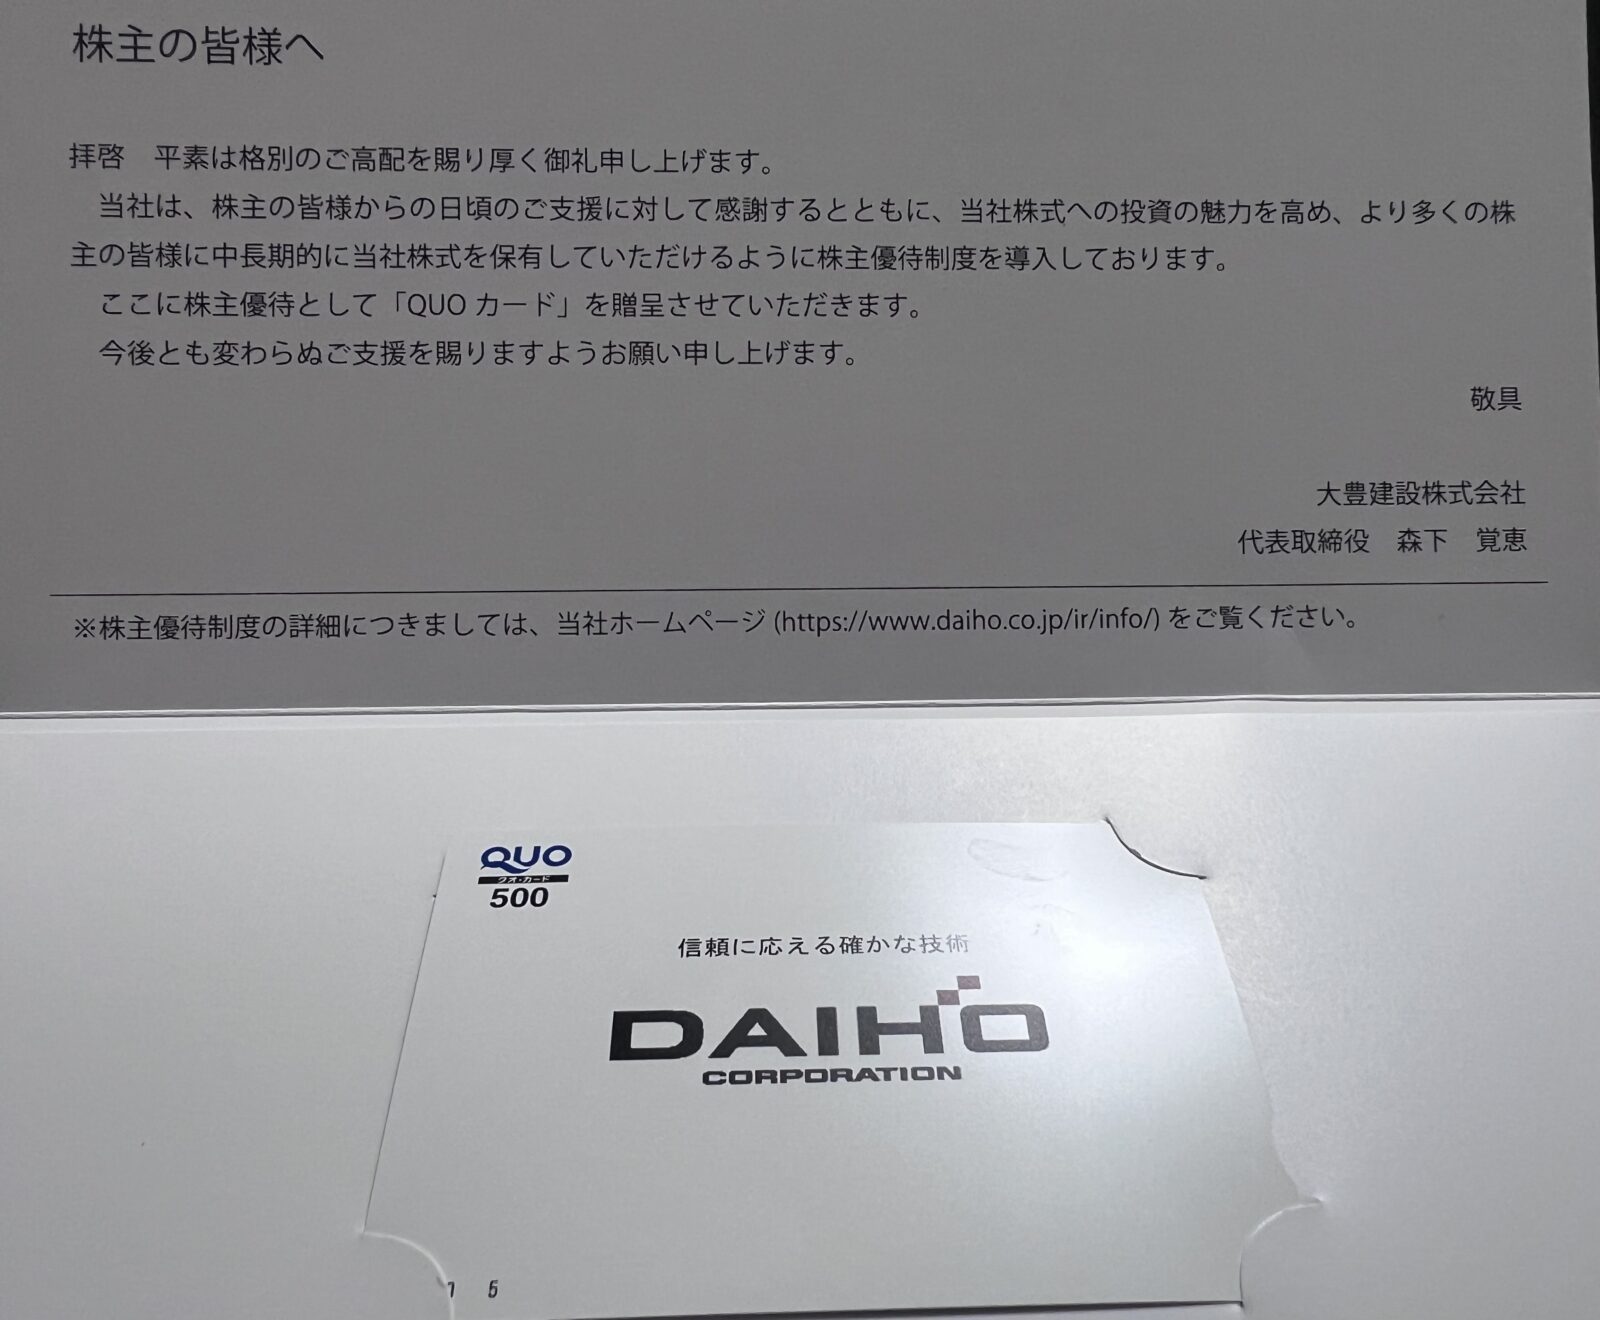 株主の皆様へ
拝啓　平素は格別のご高配を賜り厚く御礼申し上げます。
当社は、株主の皆様からの日頃のご支援に対して感謝するとともに、当社株式への投資の魅力を高め、より多くの株
主の皆様に中長期的に当社株式を保有していただけるように株主優待制度を導入しております。
ここに株主優待として「QUO カード」を贈呈させていただきます。
今後とも変わらぬご支援を賜りますようお願い申し上げます。
敬具
大豊建設株式会社
代表取締役　森下　覚恵
※株主優待制度の詳細につきましては、当社ホームページ (https://www.daiho.co.jp/ir/info/) をご覧ください。
QUO
クオ・カード
500
信頼に応える確かな技術
DAIHO
CORPORATION